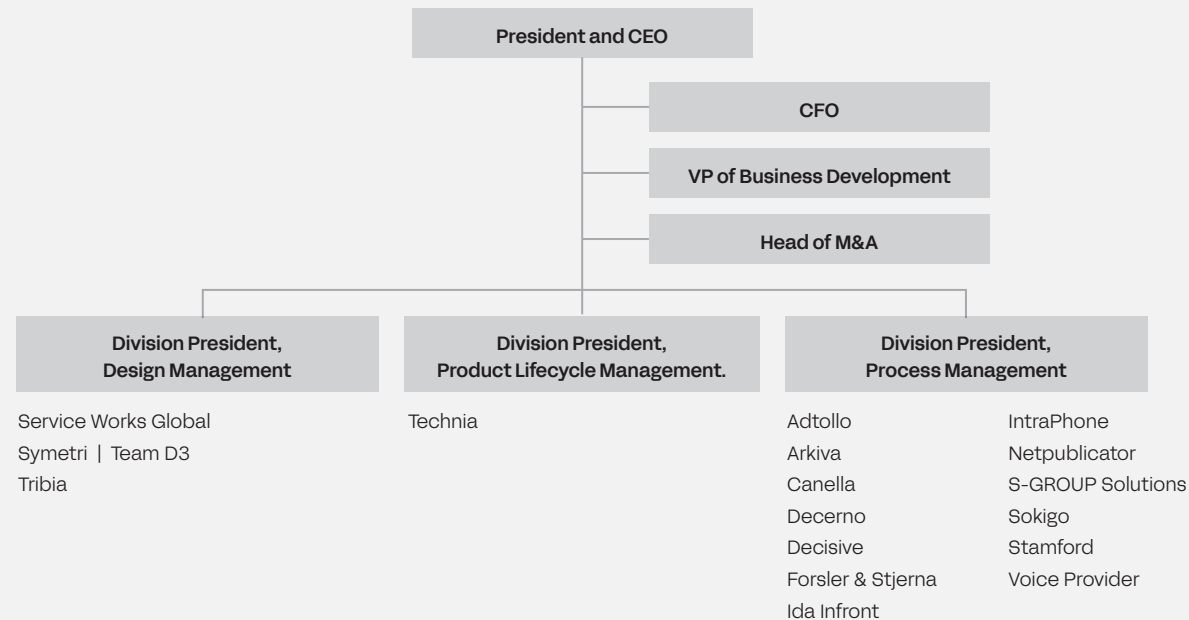 President and CEO
CFO
VP of Business Development
Head of M&A
Division President,
Design Management
Division President,
Product Lifecycle Management.
Division President,
Process Management
Service Works Global
Symetri | Team D3
Tribia
Technia
Adtollo
Arkiva
Canella
Decerno
Decisive
Forsler & Stjerna
Ida Infront
IntraPhone
Netpublicator
S-GROUP Solutions
Sokigo
Stamford
Voice Provider